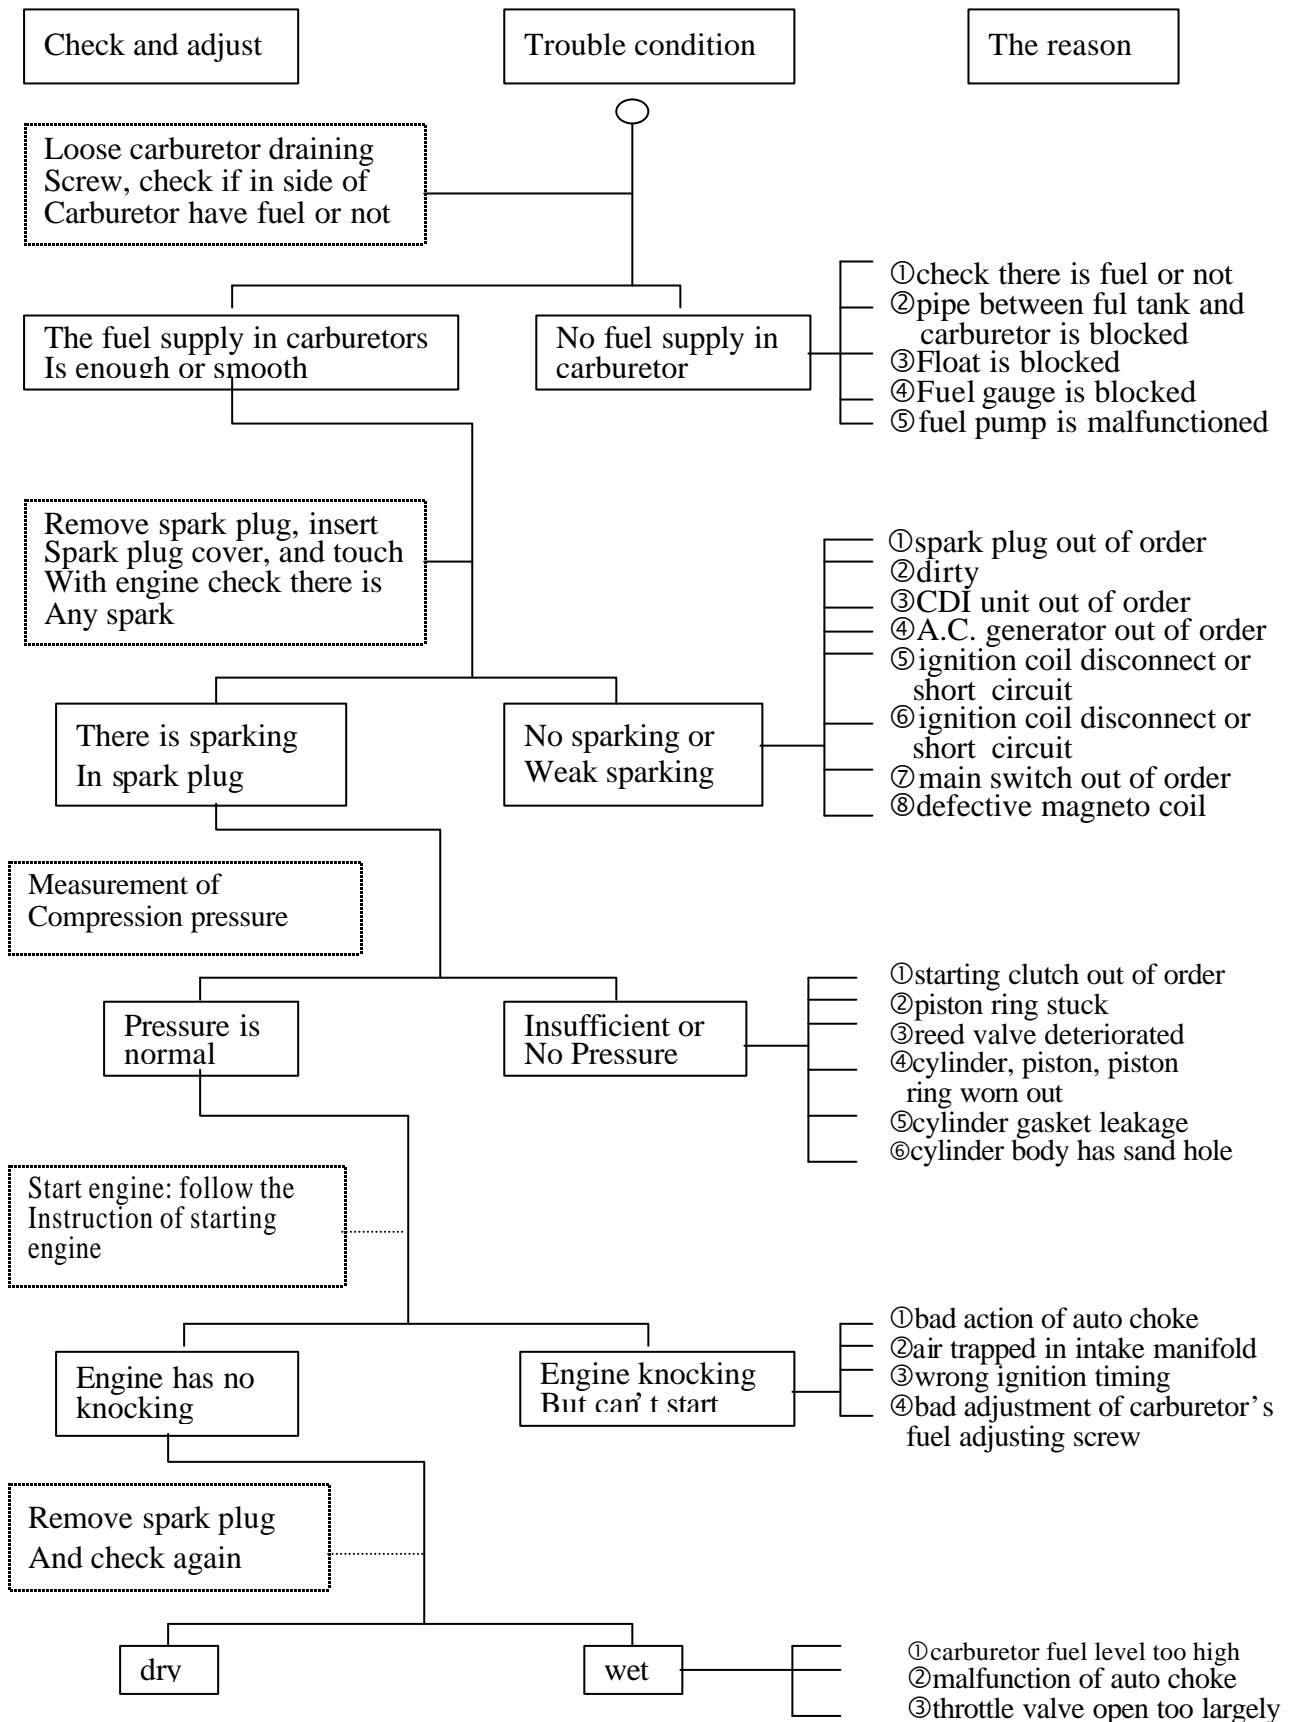 Check and adjust
Trouble condition
The reason
Loose carburetor draining
Screw, check if in side of
Carburetor have fuel or not
The fuel supply in carburetors
Is enough or smooth
No fuel supply in
carburetor
①check there is fuel or not
②pipe between ful tank and
carburetor is blocked
③Float is blocked
④Fuel gauge is blocked
⑤fuel pump is malfunctioned
Remove spark plug, insert
Spark plug cover, and touch
With engine check there is
Any spark
There is sparking
In spark plug
No sparking or
Weak sparking
①spark plug out of order
②dirty
③CDI unit out of order
④A.C. generator out of order
⑤ignition coil disconnect or
short circuit
⑥ignition coil disconnect or
short circuit
⑦main switch out of order
⑧defective magneto coil
Measurement of
Compression pressure
Pressure is
normal
Insufficient or
No Pressure
①starting clutch out of order
②piston ring stuck
③reed valve deteriorated
④cylinder, piston, piston
ring worn out
⑤cylinder gasket leakage
⑥cylinder body has sand hole
Start engine: follow the
Instruction of starting
engine
Engine has no
knocking
Engine knocking
But can't start
①bad action of auto choke
②air trapped in intake manifold
③wrong ignition timing
④bad adjustment of carburetor's
fuel adjusting screw
Remove spark plug
And check again
dry
wet
①carburetor fuel level too high
②malfunction of auto choke
③throttle valve open too largely